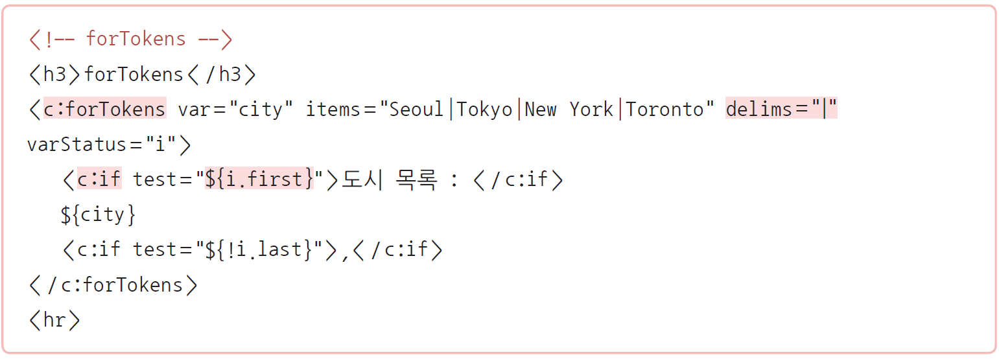 <!-- forTokens -->
<h3>forTokens</h3>
<c:forTokens var="city" items="Seoul|Tokyo|New York|Toronto" delims="|"
varStatus="i">
<c:if test="${i.first}">도시 목록 : </c:if>
${city}
<c:if test="${!i.last}">,</c:if>
</c:forTokens>
<hr>